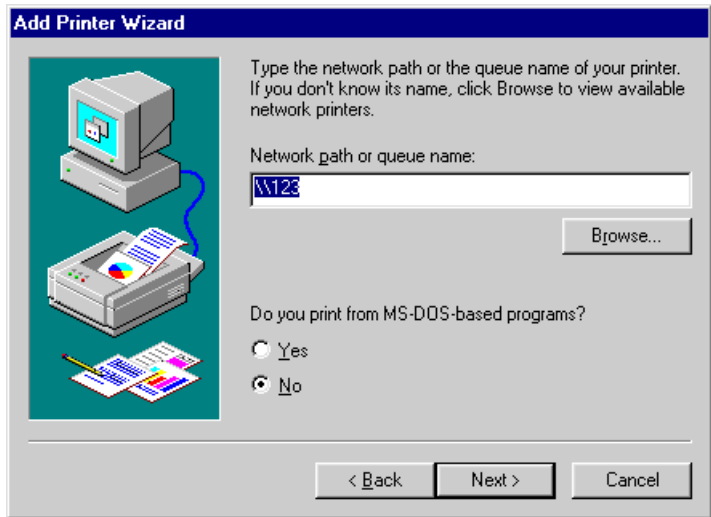 Add Printer Wizard
Type the network path or the queue name of your printer.
If you don't know its name, click Browse to view available
network printers.
Network path or queue name:
\\123
Browse...
Do you print from MS-DOS-based programs?
Yes
No
< Back
Next >
Cancel